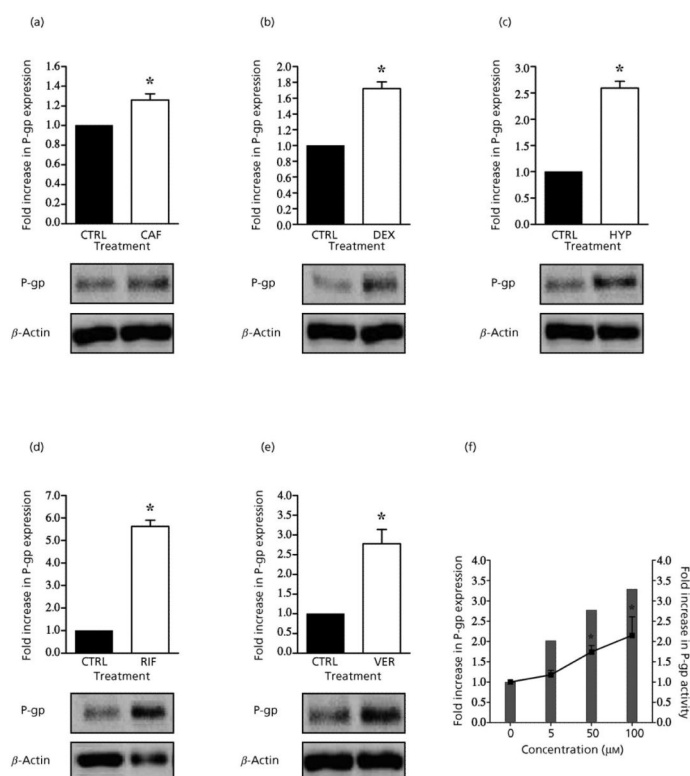 (a)
Fold increase in P-gp expression
1.6
1.4
1.2
1.0
0.8
0.6
0.4
0.2
0.0
CTRL CAF
Treatment
*
P-gp
β-Actin
(b)
Fold increase in P-gp expression
2.0
1.8
1.6
1.4
1.2
1.0
0.8
0.6
0.4
0.2
0.0
CTRL DEX
Treatment
*
P-gp
β-Actin
(c)
Fold increase in P-gp expression
3.0
2.5
2.0
1.5
1.0
0.5
0.0
CTRL HYP
Treatment
*
P-gp
β-Actin
(d)
Fold increase in P-gp expression
7.0
6.0
5.0
4.0
3.0
2.0
1.0
0.0
CTRL RIF
Treatment
*
P-gp
β-Actin
(e)
Fold increase in P-gp expression
4.0
3.5
3.0
2.5
2.0
1.5
1.0
0.5
0.0
CTRL VER
Treatment
*
P-gp
β-Actin
(f)
Fold increase in P-gp expression
4.0
3.5
3.0
2.5
2.0
1.5
1.0
0.5
0.0
0 5 50 100
Concentration (μM)
* *
4.0
3.5
3.0
2.5
2.0
1.5
1.0
0.5
0.0
Fold increase in P-gp activity